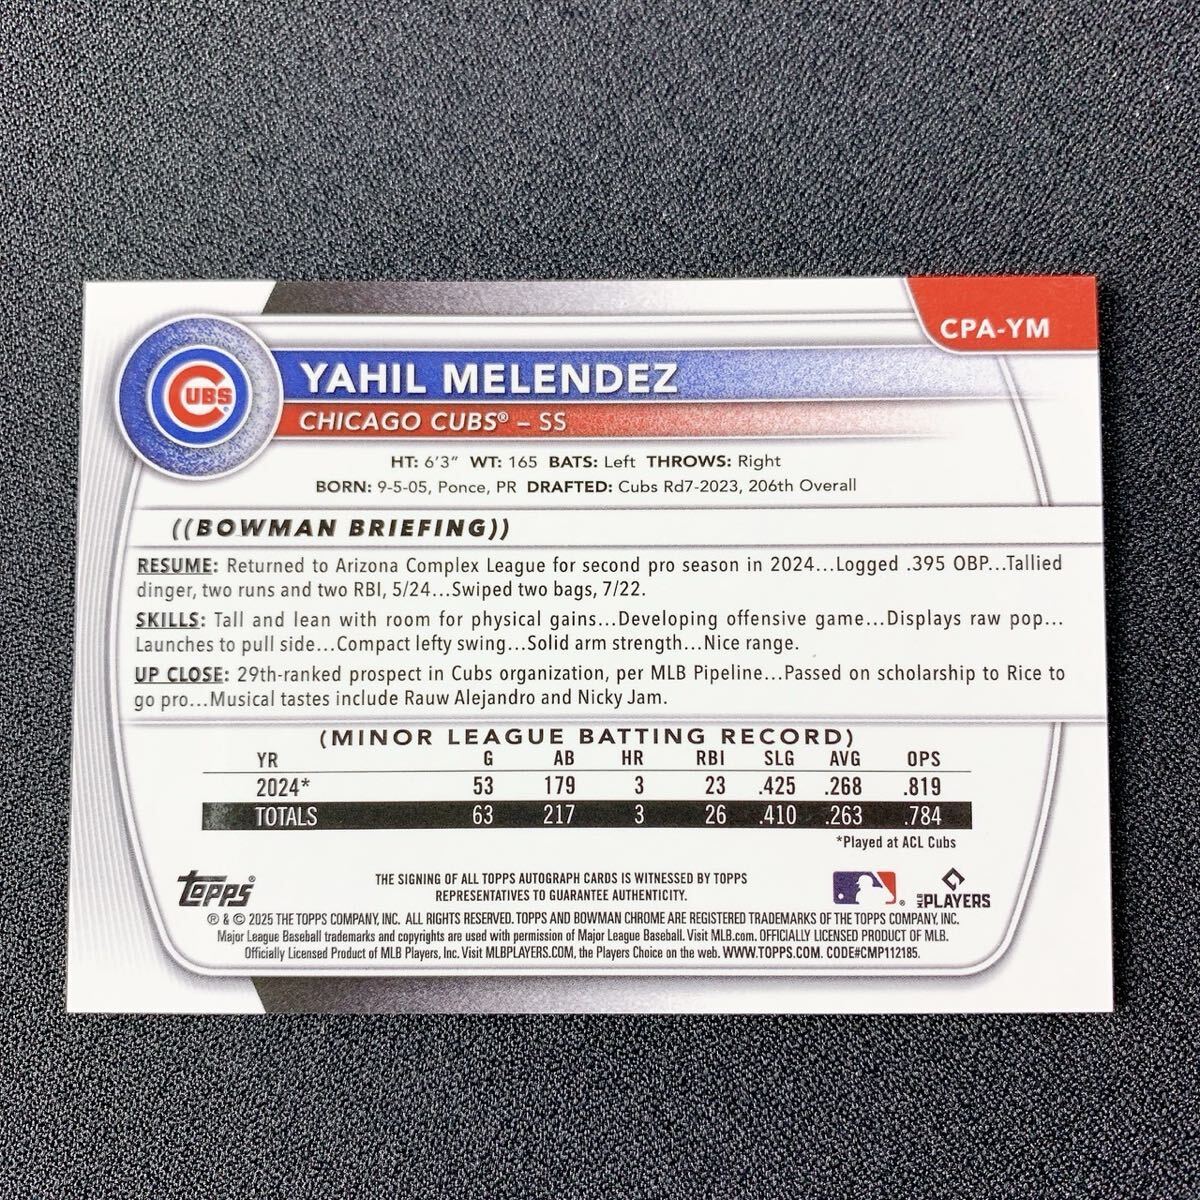 CPA-YM
CUBS®
YAHIL MELENDEZ
CHICAGO CUBS® – SS
HT: 6'3" WT: 165 BATS: Left THROWS: Right
BORN: 9-5-05, Ponce, PR DRAFTED: Cubs Rd7-2023, 206th Overall
((BOWMAN BRIEFING))
RESUME: Returned to Arizona Complex League for second pro season in 2024...Logged .395 OBP...Tallied
dinger, two runs and two RBI, 5/24...Swiped two bags, 7/22.
SKILLS: Tall and lean with room for physical gains...Developing offensive game...Displays raw pop...
Launches to pull side...Compact lefty swing...Solid arm strength...Nice range.
UP CLOSE: 29th-ranked prospect in Cubs organization, per MLB Pipeline...Passed on scholarship to Rice to
go pro...Musical tastes include Rauw Alejandro and Nicky Jam.
(MINOR LEAGUE BATTING RECORD)
YR G AB HR RBI SLG AVG OPS
2024* 53 179 3 23 .425 .268 .819
TOTALS 63 217 3 26 .410 .263 .784
*Played at ACL Cubs
Topps®
THE SIGNING OF ALL TOPPS AUTOGRAPH CARDS IS WITNESSED BY TOPPS
REPRESENTATIVES TO GUARANTEE AUTHENTICITY.
MLB PLAYERS
® & © 2025 THE TOPPS COMPANY, INC. ALL RIGHTS RESERVED. TOPPS AND BOWMAN CHROME ARE REGISTERED TRADEMARKS OF THE TOPPS COMPANY, INC.
Major League Baseball trademarks and copyrights are used with permission of Major League Baseball. Visit MLB.com. OFFICIALLY LICENSED PRODUCT OF MLB.
Officially Licensed Product of MLB Players, Inc. Visit MLBPLAYERS.COM, the Players Choice on the web. WWW.TOPPS.COM. CODE#CMP112185.